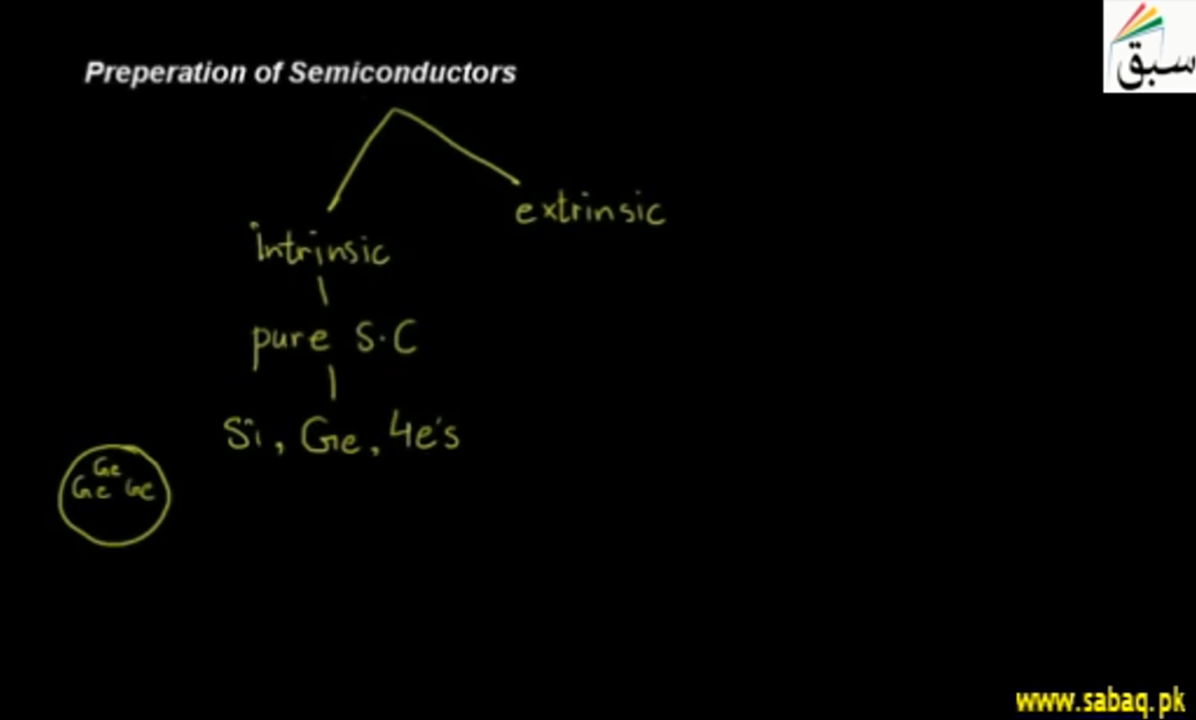 سبق
Preperation of Semiconductors
extrinsic
intrinsic
pure S.C
Si, Ge, 4e's
Ge
Ge Ge
www.sabaq.pk